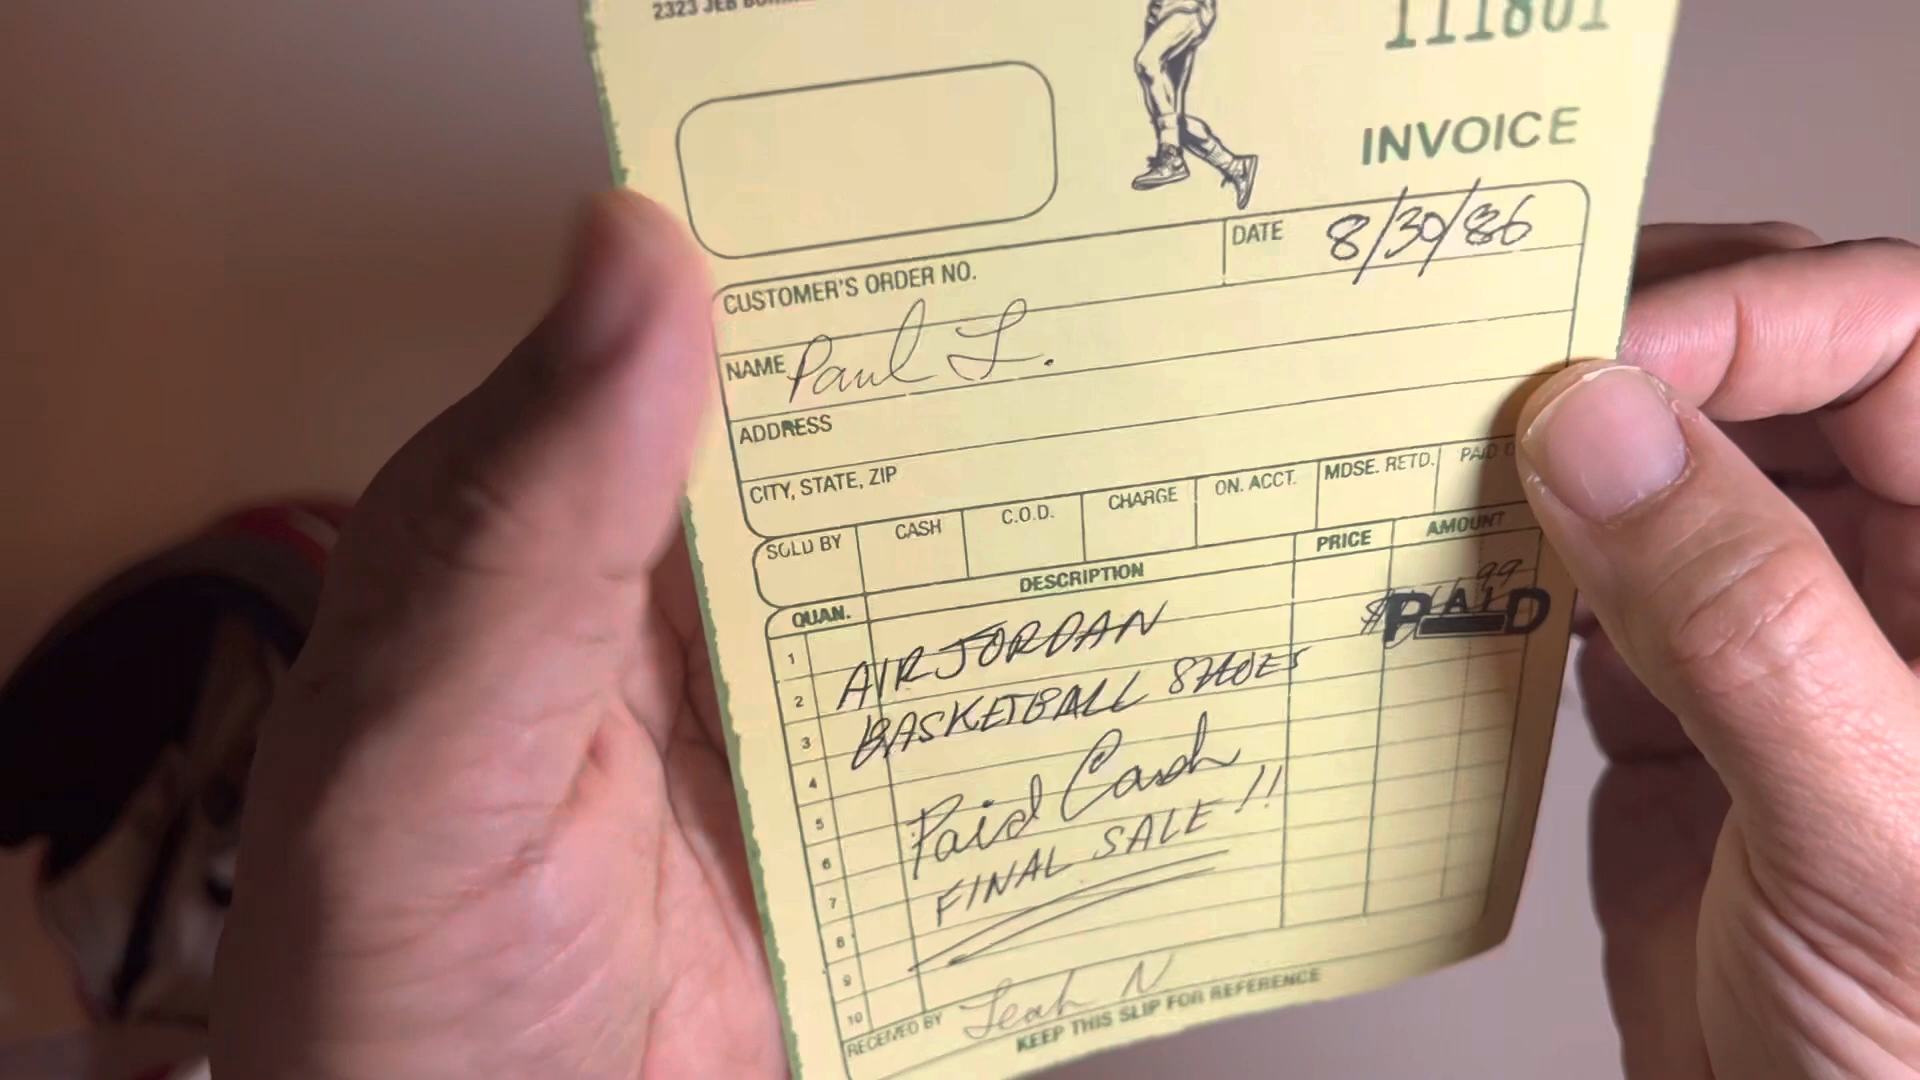 2323 JEB
111801
INVOICE
DATE 8/30/86
CUSTOMER'S ORDER NO.
NAME Paul L.
ADDRESS
CITY, STATE, ZIP
SOLD BY CASH C.O.D. CHARGE ON. ACCT. MDSE. RETD. PAID
QUAN. DESCRIPTION PRICE AMOUNT
1 AIR JORDAN PAID
2 BASKETBALL SHOES
3
4 Paid Cash
5
6 FINAL SALE!!
7
8
9
10
RECEIVED BY Leah N
KEEP THIS SLIP FOR REFERENCE